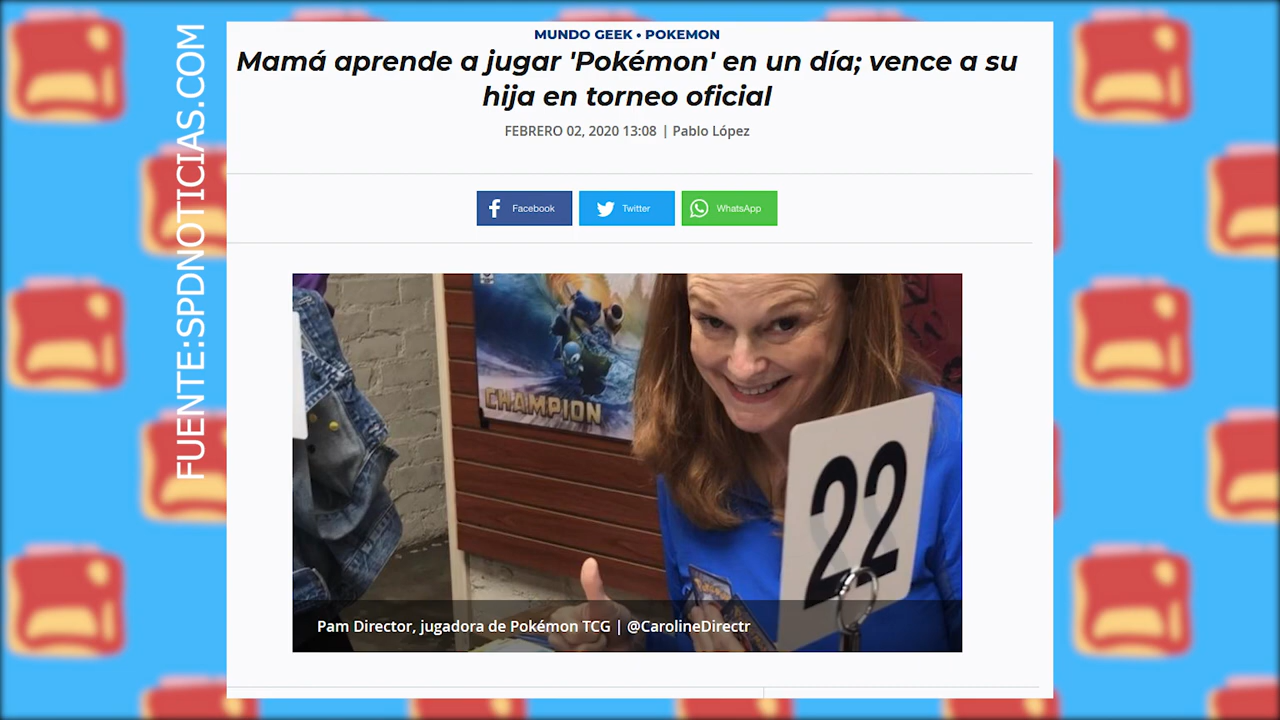 FUENTE:SPDNOTICIAS.COM
MUNDO GEEK • POKEMON
Mamá aprende a jugar 'Pokémon' en un día; vence a su
hija en torneo oficial
FEBRERO 02, 2020 13:08 | Pablo López
Facebook
Twitter
WhatsApp
CHAMPION
22
Pokémon
Pam Director, jugadora de Pokémon TCG | @CarolineDirectr